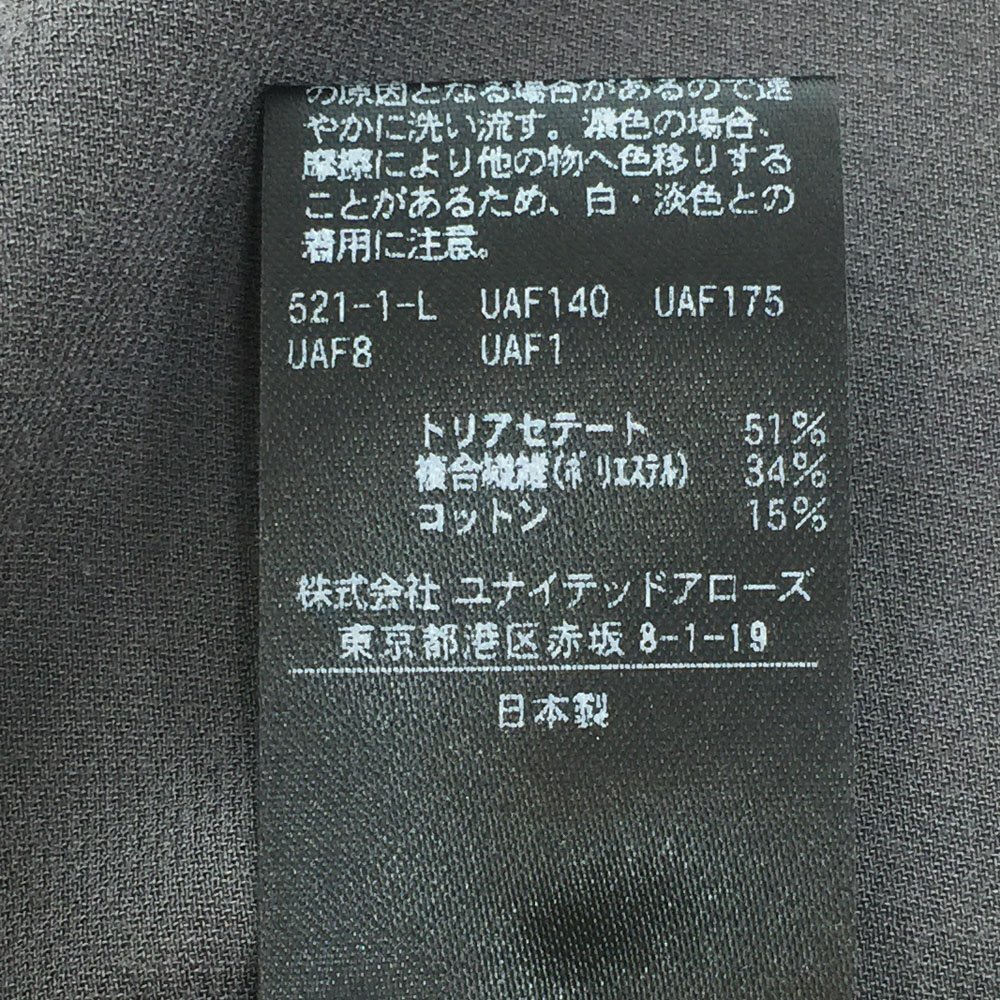 の原因となる場合があるので速
やかに洗い流す。濃色の場合、
摩擦により他の物へ色移りする
ことがあるため、白・淡色との
着用に注意。
521-1-L UAF140 UAF175
UAF8 UAF1
トリアセテート 51%
複合繊維(ポリエステル) 34%
コットン 15%
株式会社 ユナイテッドアローズ
東京都港区赤坂 8-1-19
日本製